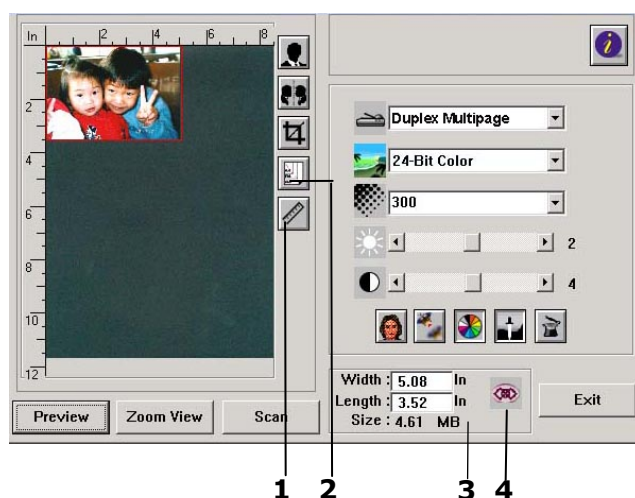 In 2 4 6 8
2
4
6
8
10
12
Duplex Multipage
24-Bit Color
300
2
4
Width : 5.08 In
Length : 3.52 In
Size : 4.61 MB
Preview Zoom View Scan Exit
1 2 3 4